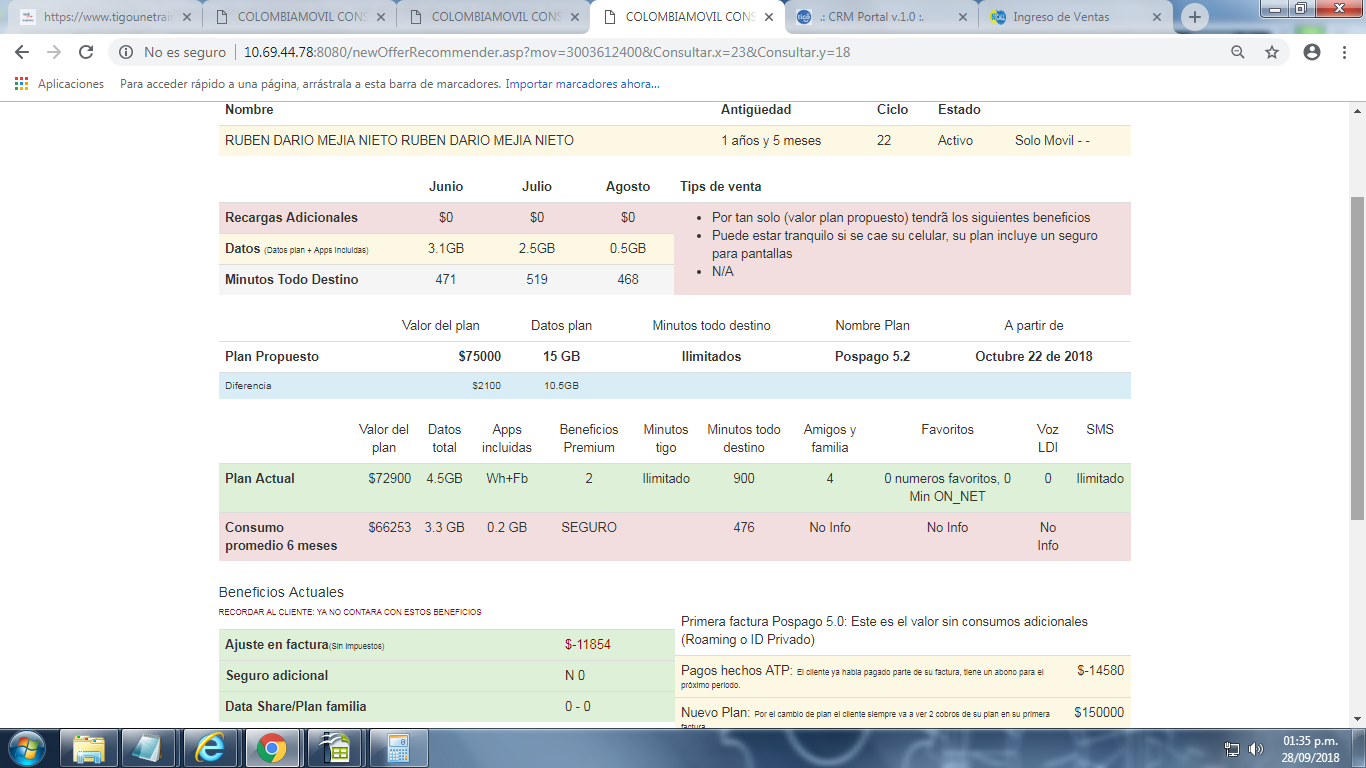 https://www.tigounetrair
COLOMBIAMOVIL CONS
COLOMBIAMOVIL CONS
COLOMBIAMOVIL CONS
.: CRM Portal v.1.0 :.
Ingreso de Ventas
No es seguro
10.69.44.78:8080/newOfferRecommender.asp?mov=3003612400&Consultar.x=23&Consultar.y=18
Aplicaciones Para acceder rápido a una página, arrástrala a esta barra de marcadores. Importar marcadores ahora...
Nombre Antigüedad Ciclo Estado
RUBEN DARIO MEJIA NIETO RUBEN DARIO MEJIA NIETO 1 años y 5 meses 22 Activo Solo Movil - -
Junio Julio Agosto Tips de venta
Recargas Adicionales $0 $0 $0
Datos (Datos plan + Apps Incluidas) 3.1GB 2.5GB 0.5GB
Minutos Todo Destino 471 519 468
Por tan solo (valor plan propuesto) tendrã los siguientes beneficios
Puede estar tranquilo si se cae su celular, su plan incluye un seguro
para pantallas
N/A
Valor del plan Datos plan Minutos todo destino Nombre Plan A partir de
Plan Propuesto $75000 15 GB Ilimitados Pospago 5.2 Octubre 22 de 2018
Diferencia $2100 10.5GB
Valor del Datos Apps Beneficios Minutos Minutos todo Amigos y Favoritos Voz SMS
plan total incluidas Premium tigo destino familia LDI
Plan Actual $72900 4.5GB Wh+Fb 2 Ilimitado 900 4 0 numeros favoritos, 0 0 Ilimitado
Min ON_NET
Consumo $66253 3.3 GB 0.2 GB SEGURO 476 No Info No Info No
promedio 6 meses Info
Beneficios Actuales
RECORDAR AL CLIENTE: YA NO CONTARA CON ESTOS BENEFICIOS
Ajuste en factura(Sin Impuestos) $-11854
Seguro adicional N 0
Data Share/Plan familia 0 - 0
Primera factura Pospago 5.0: Este es el valor sin consumos adicionales
(Roaming o ID Privado)
Pagos hechos ATP: El cliente ya habia pagado parte de su factura, tiene un abono para el $-14580
próximo periodo.
Nuevo Plan: Por el cambio de plan el cliente siempre va a ver 2 cobros de su plan en su primera $150000
factura
01:35 p.m.
28/09/2018